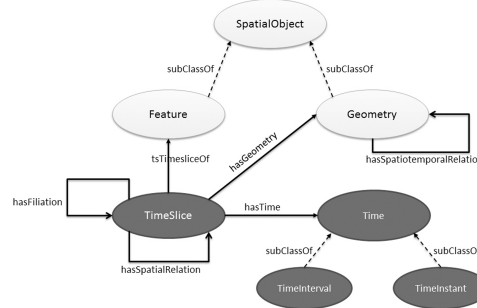 SpatialObject
subClassOf
subClassOf
Feature
Geometry
tsTimesliceOf
hasGeometry
hasSpatiotemporalRelatio
hasFiliation
TimeSlice
hasTime
Time
hasSpatialRelation
subClassOf
subClassO
TimeInterval
TimeInstant